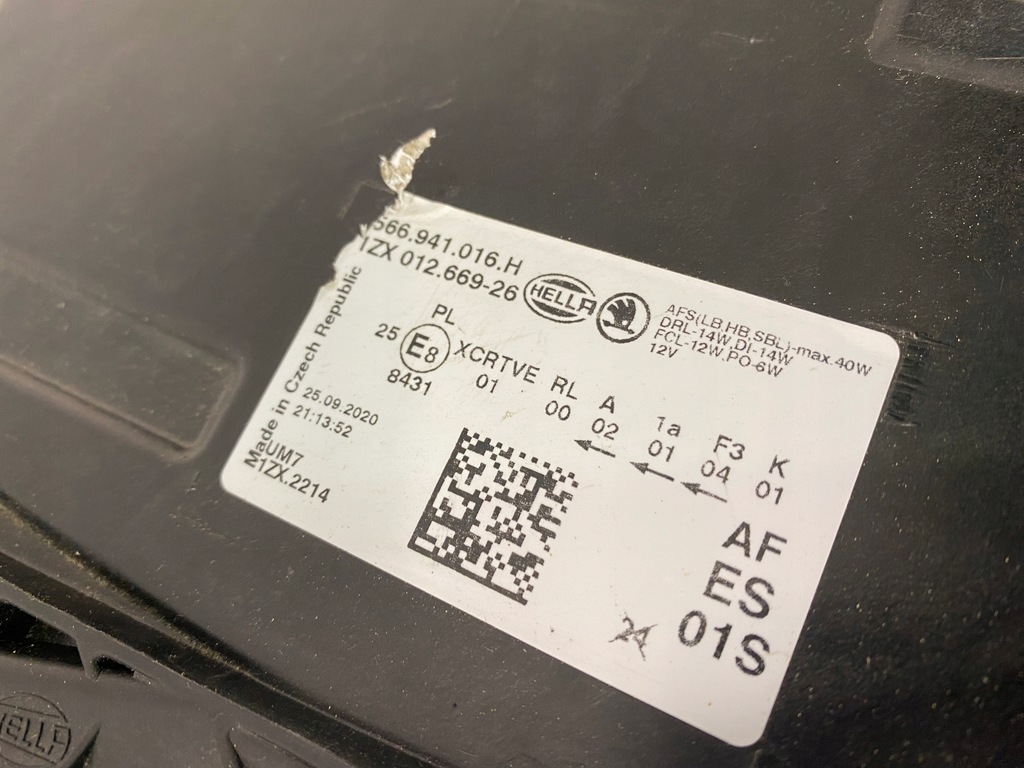 566.941.016.H
1ZX 012.669-26
HELLA
AFS(LB,HB,SBL)-max.40W
DRL-14W,DI-14W
FCL-12W,PO-6W
12V
PL
25 E8 XCRTVE RL A 1a F3 K
8431 01 00 02 01 04 01
Made in Czech Republic
25.09.2020
21:13:52
UM7
1ZX.2214
AF
ES
01S
HELLA